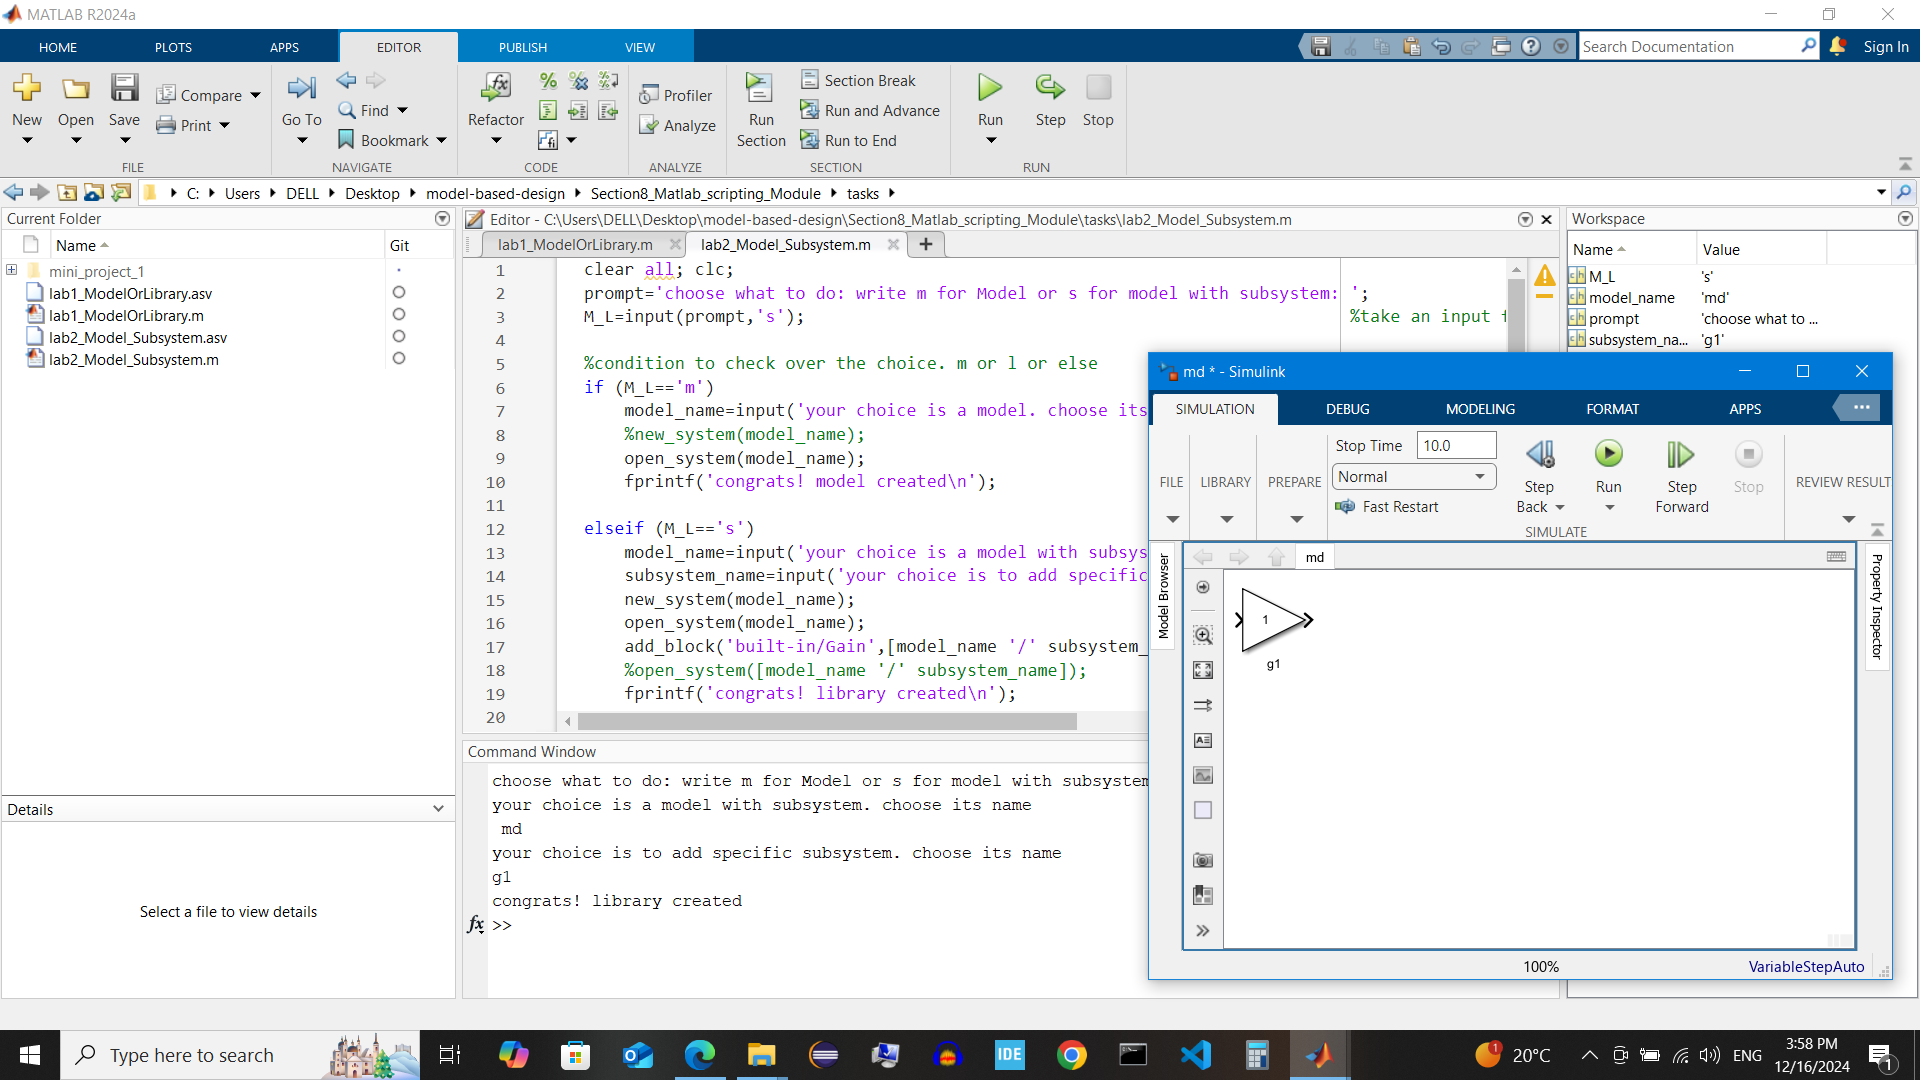 MATLAB R2024a
HOME PLOTS APPS EDITOR PUBLISH VIEW
Search Documentation
Sign In
New
Open
Save
Compare
Print
FILE
Go To
Find
Bookmark
NAVIGATE
Refactor
CODE
Profiler
Analyze
ANALYZE
Run Section
Section Break
Run and Advance
Run to End
SECTION
Run
Step
Stop
RUN
C: Users DELL Desktop model-based-design Section8_Matlab_scripting_Module tasks
Current Folder
Name Git
mini_project_1
lab1_ModelOrLibrary.asv
lab1_ModelOrLibrary.m
lab2_Model_Subsystem.asv
lab2_Model_Subsystem.m
Details
Select a file to view details
Editor - C:\Users\DELL\Desktop\model-based-design\Section8_Matlab_scripting_Module\tasks\lab2_Model_Subsystem.m
lab1_ModelOrLibrary.m lab2_Model_Subsystem.m
1 clear all; clc;
2 prompt='choose what to do: write m for Model or s for model with subsystem: ';
3 M_L=input(prompt,'s'); %take an input f
4
5 %condition to check over the choice. m or l or else
6 if (M_L=='m')
7 model_name=input('your choice is a model. choose its
8 %new_system(model_name);
9 open_system(model_name);
10 fprintf('congrats! model created\n');
11
12 elseif (M_L=='s')
13 model_name=input('your choice is a model with subsys
14 subsystem_name=input('your choice is to add specific
15 new_system(model_name);
16 open_system(model_name);
17 add_block('built-in/Gain',[model_name '/' subsystem_
18 %open_system([model_name '/' subsystem_name]);
19 fprintf('congrats! library created\n');
20
Command Window
choose what to do: write m for Model or s for model with subsystem
your choice is a model with subsystem. choose its name
md
your choice is to add specific subsystem. choose its name
g1
congrats! library created
fx >>
Workspace
Name Value
M_L 's'
model_name 'md'
prompt 'choose what to ...
subsystem_na... 'g1'
md * - Simulink
SIMULATION DEBUG MODELING FORMAT APPS
FILE
LIBRARY
PREPARE
Stop Time 10.0
Normal
Fast Restart
Step Back
Run
Step Forward
Stop
SIMULATE
REVIEW RESULT
Model Browser
md
Property Inspector
1
g1
100%
VariableStepAuto
Type here to search
IDE
1
20°C
ENG
3:58 PM
12/16/2024
1